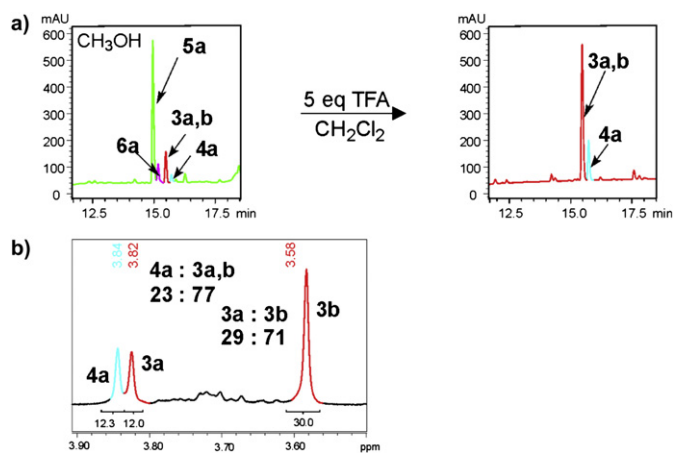 a)
mAU
600
500
400
300
200
100
0
CH₃OH
5a
3a,b
6a
4a
12.5 15.0 17.5 min
5 eq TFA
CH₂Cl₂
mAU
600
500
400
300
200
100
0
3a,b
4a
12.5 15.0 17.5 min
b)
3.84
3.82
3.58
4a : 3a,b
23 : 77
3a : 3b
29 : 71
3b
4a
3a
12.3 12.0 30.0
3.90 3.80 3.70 3.60 ppm